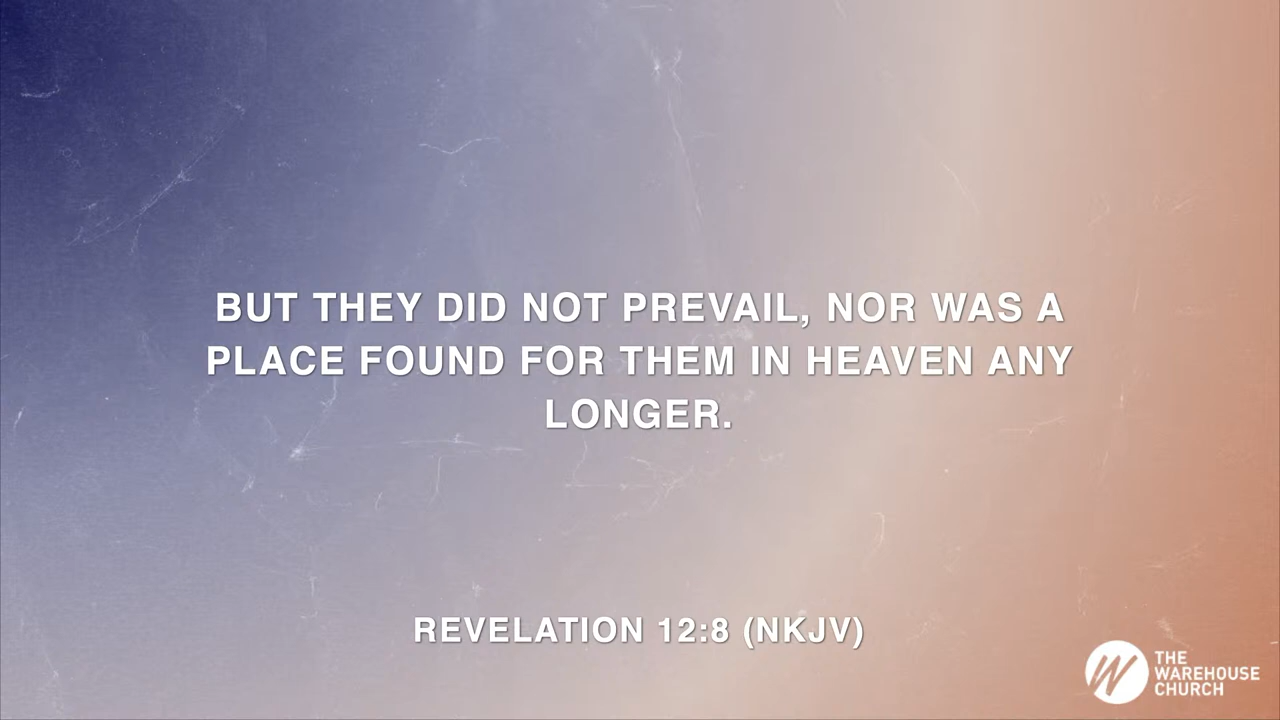 BUT THEY DID NOT PREVAIL, NOR WAS A
PLACE FOUND FOR THEM IN HEAVEN ANY
LONGER.
REVELATION 12:8 (NKJV)
THE
WAREHOUSE
CHURCH